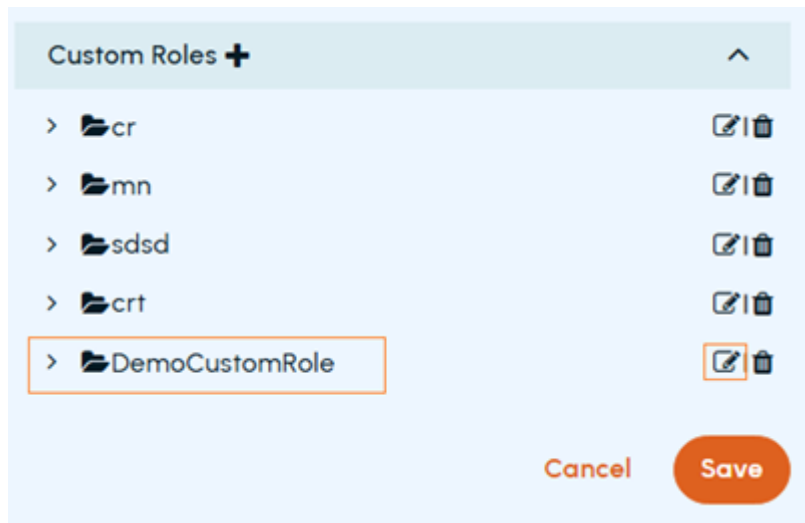 Custom Roles
cr
mn
sdsd
crt
DemoCustomRole
Cancel Save